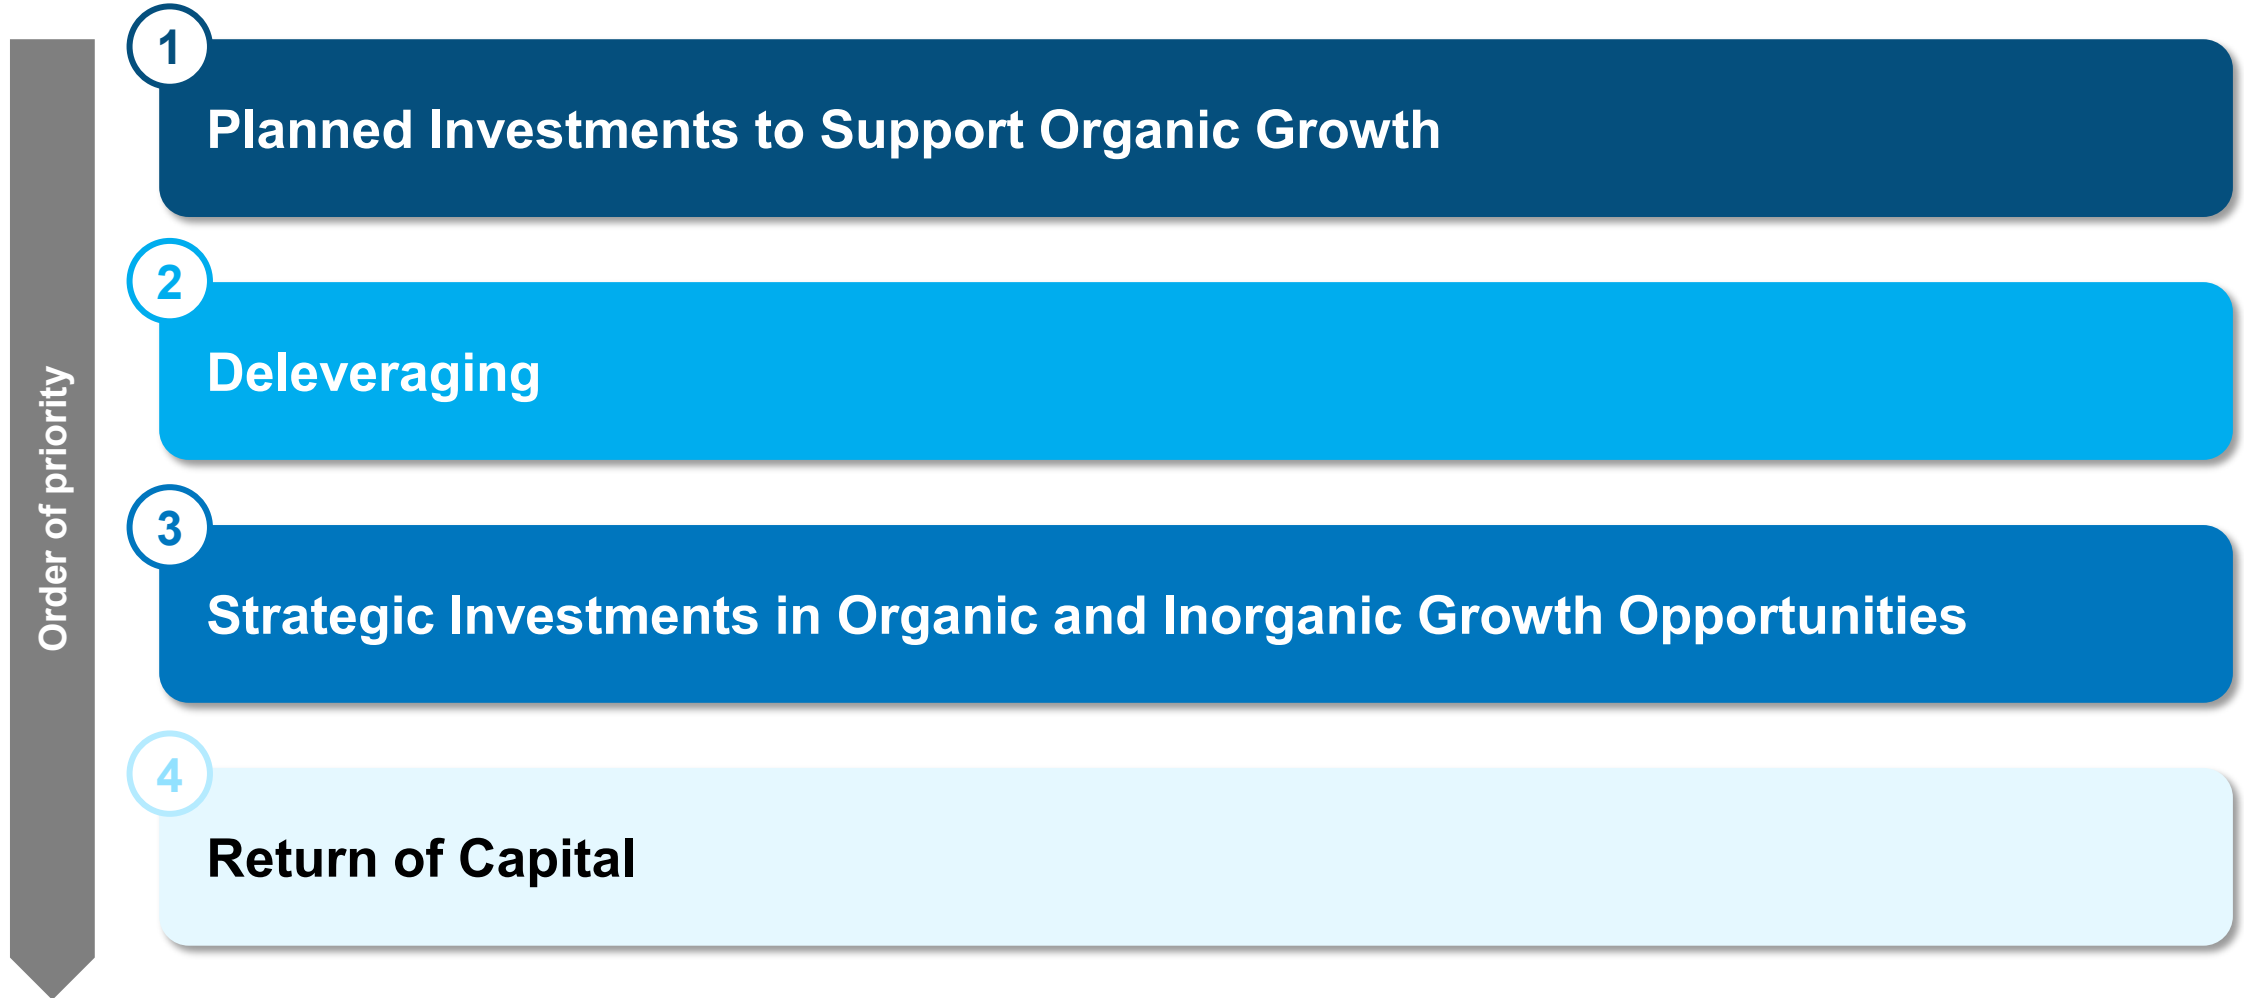 Order of priority
1
Planned Investments to Support Organic Growth
2
Deleveraging
3
Strategic Investments in Organic and Inorganic Growth Opportunities
4
Return of Capital